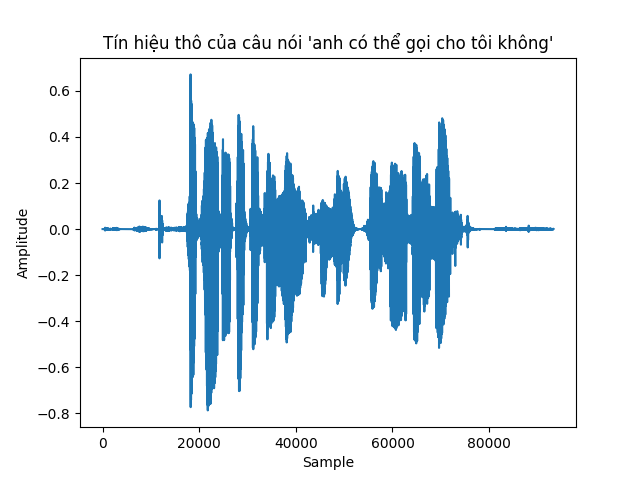 Tín hiệu thô của câu nói 'anh có thể gọi cho tôi không'
0.6
0.4
0.2
0.0
−0.2
−0.4
−0.6
−0.8
Amplitude
0 20000 40000 60000 80000
Sample